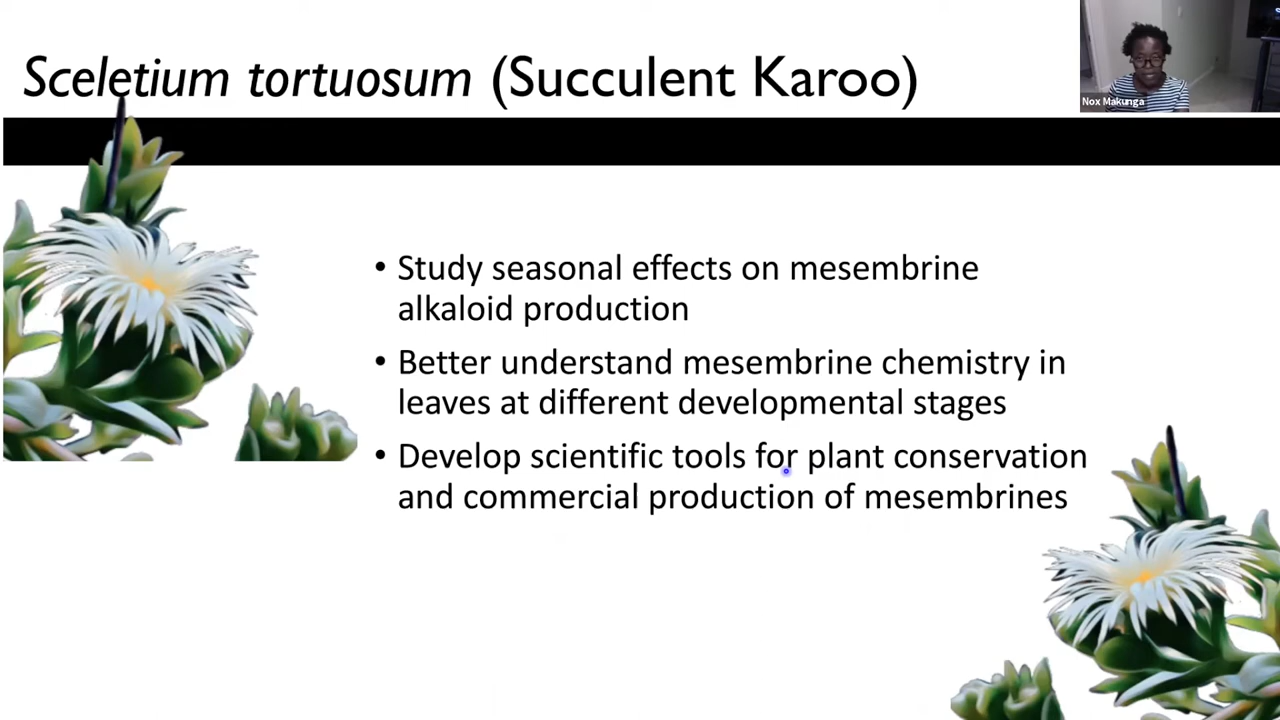 Sceletium tortuosum (Succulent Karoo)
Nox Makunga
• Study seasonal effects on mesembrine
alkaloid production
• Better understand mesembrine chemistry in
leaves at different developmental stages
• Develop scientific tools for plant conservation
and commercial production of mesembrines